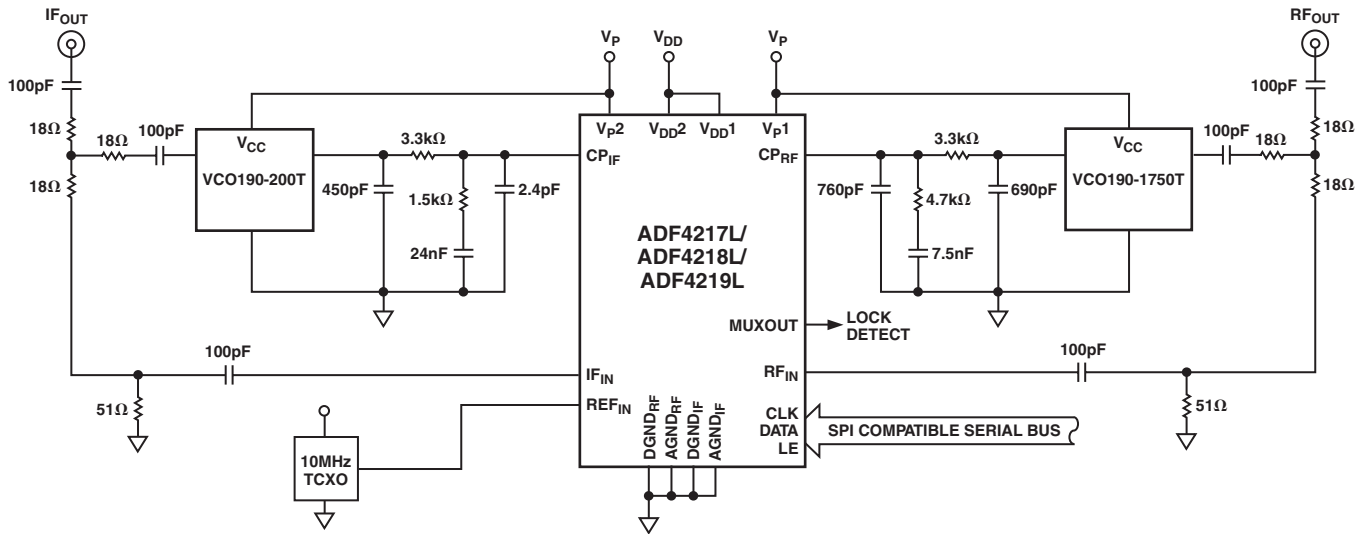 IFOUT
RFOUT
VP
VDD
VP
100pF
100pF
18Ω
18Ω
100pF
VCC
VP2
VDD2
VDD1
VP1
VCC
100pF
18Ω
18Ω
18Ω
VCO190-200T
3.3kΩ
CPIF
CPRF
3.3kΩ
VCO190-1750T
18Ω
450pF
1.5kΩ
2.4pF
760pF
4.7kΩ
690pF
24nF
7.5nF
ADF4217L/
ADF4218L/
ADF4219L
MUXOUT
LOCK
DETECT
100pF
100pF
IFIN
RFIN
51Ω
REFIN
51Ω
CLK
DATA
LE
SPI COMPATIBLE SERIAL BUS
DGNDRF
AGNDRF
DGNDIF
AGNDIF
10MHz
TCXO